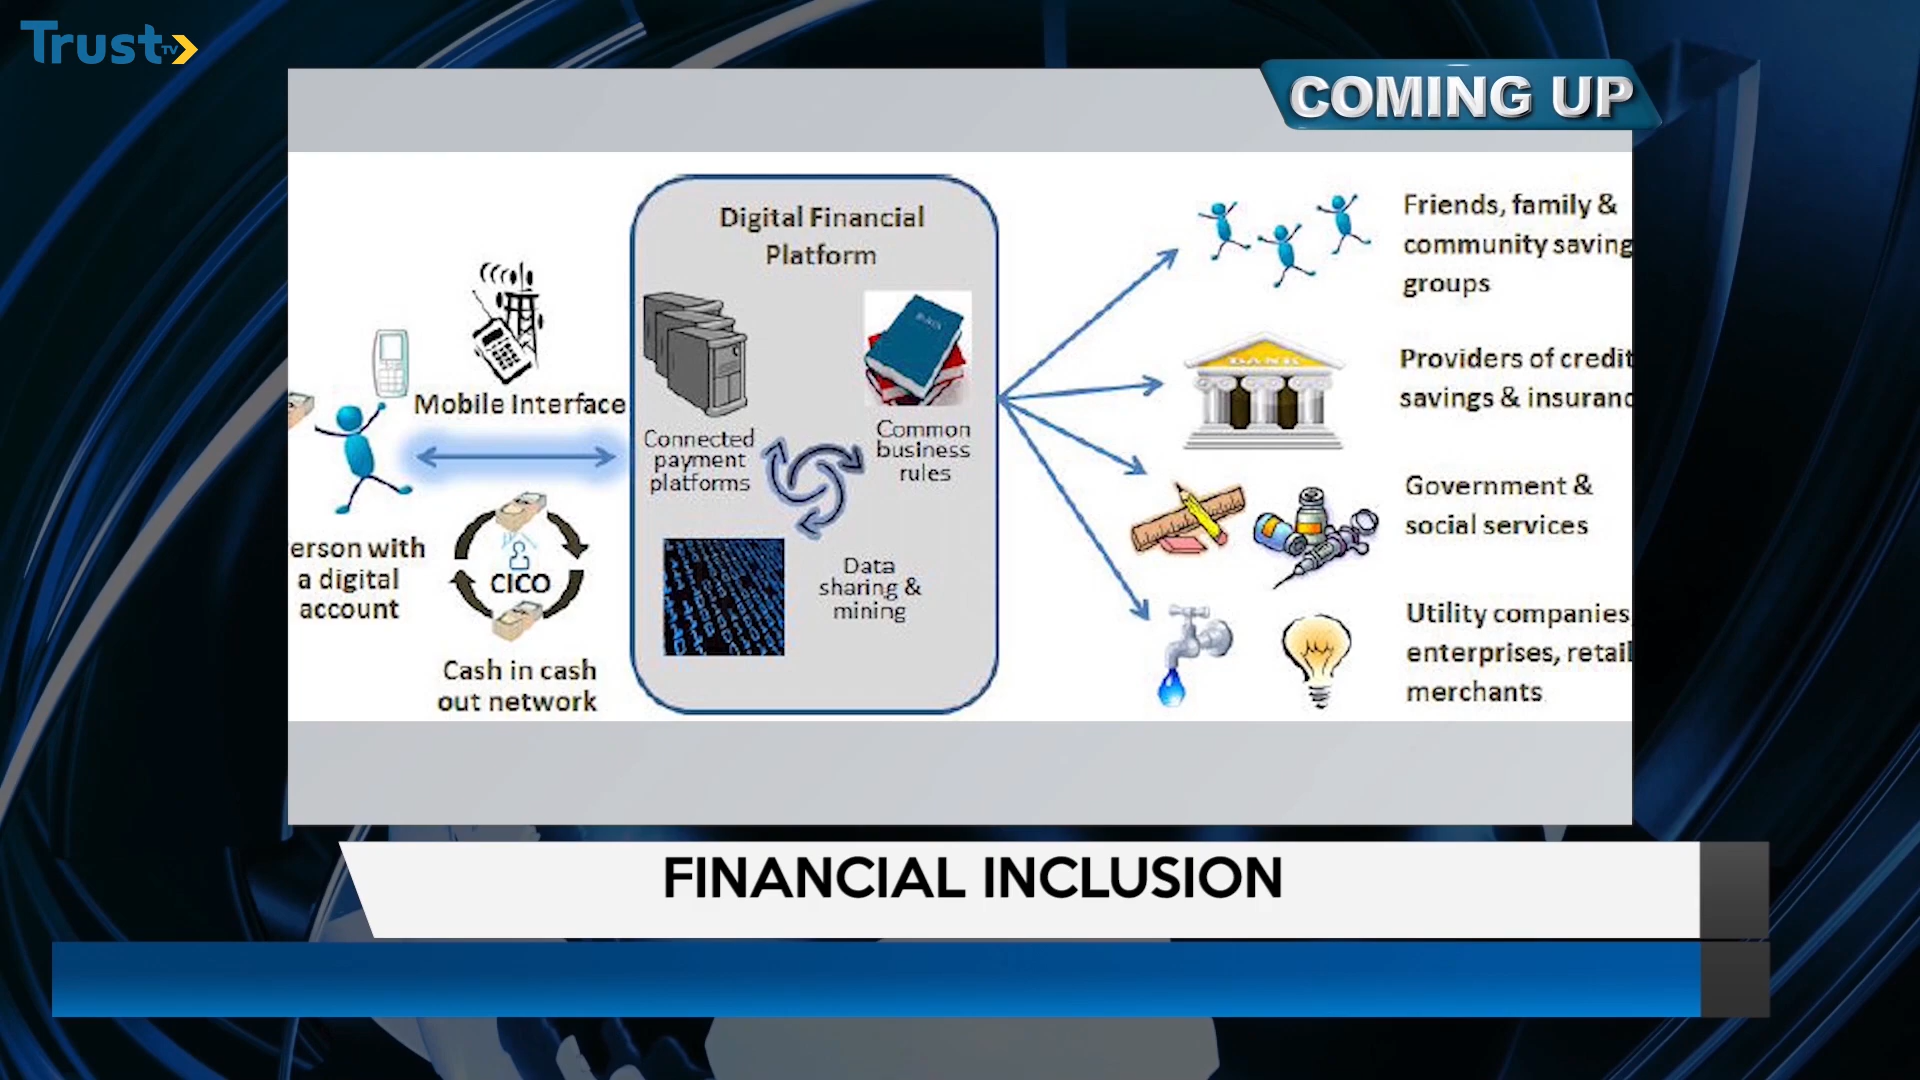 Trust TV
COMING UP
Digital Financial
Platform
Mobile Interface
Connected
payment
platforms
Common
business
rules
Data
sharing &
mining
erson with
a digital
account
CICO
Cash in cash
out network
Friends, family &
community saving
groups
BANK
Providers of credit
savings & insuranc
Government &
social services
Utility companies
enterprises, retail
merchants
FINANCIAL INCLUSION